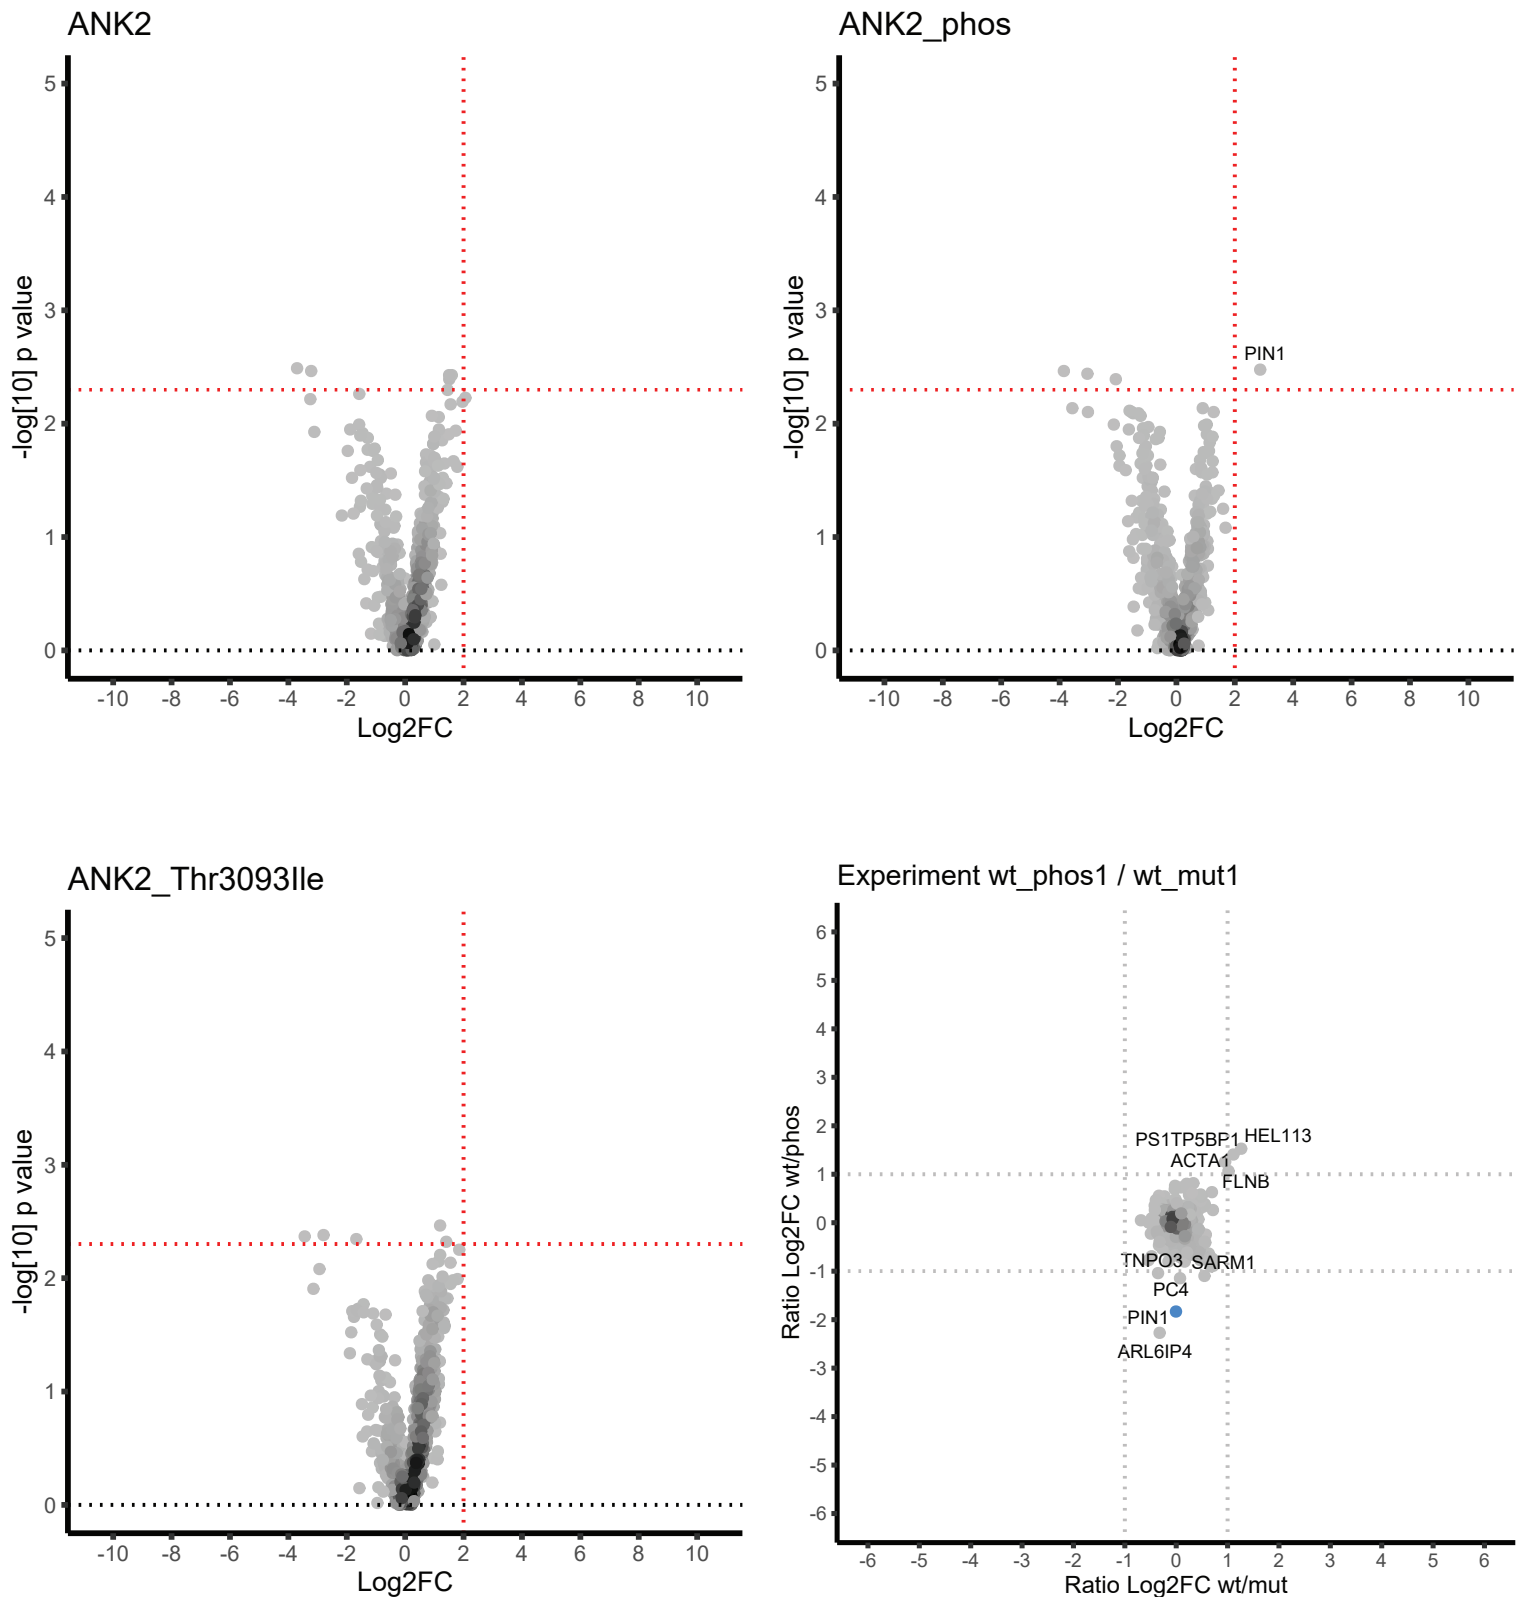 ANK2
5
4
3
2
1
0
-log[10] p value
-10 -8 -6 -4 -2 0 2 4 6 8 10
Log2FC
ANK2_phos
5
4
3
2
1
0
-log[10] p value
PIN1
-10 -8 -6 -4 -2 0 2 4 6 8 10
Log2FC
ANK2_Thr3093Ile
5
4
3
2
1
0
-log[10] p value
-10 -8 -6 -4 -2 0 2 4 6 8 10
Log2FC
Experiment wt_phos1 / wt_mut1
6
5
4
3
2
1
0
-1
-2
-3
-4
-5
-6
Ratio Log2FC wt/phos
PS1TP5BP1
HEL113
ACTA1
FLNB
TNPO3
SARM1
PC4
PIN1
ARL6IP4
-6 -5 -4 -3 -2 -1 0 1 2 3 4 5 6
Ratio Log2FC wt/mut